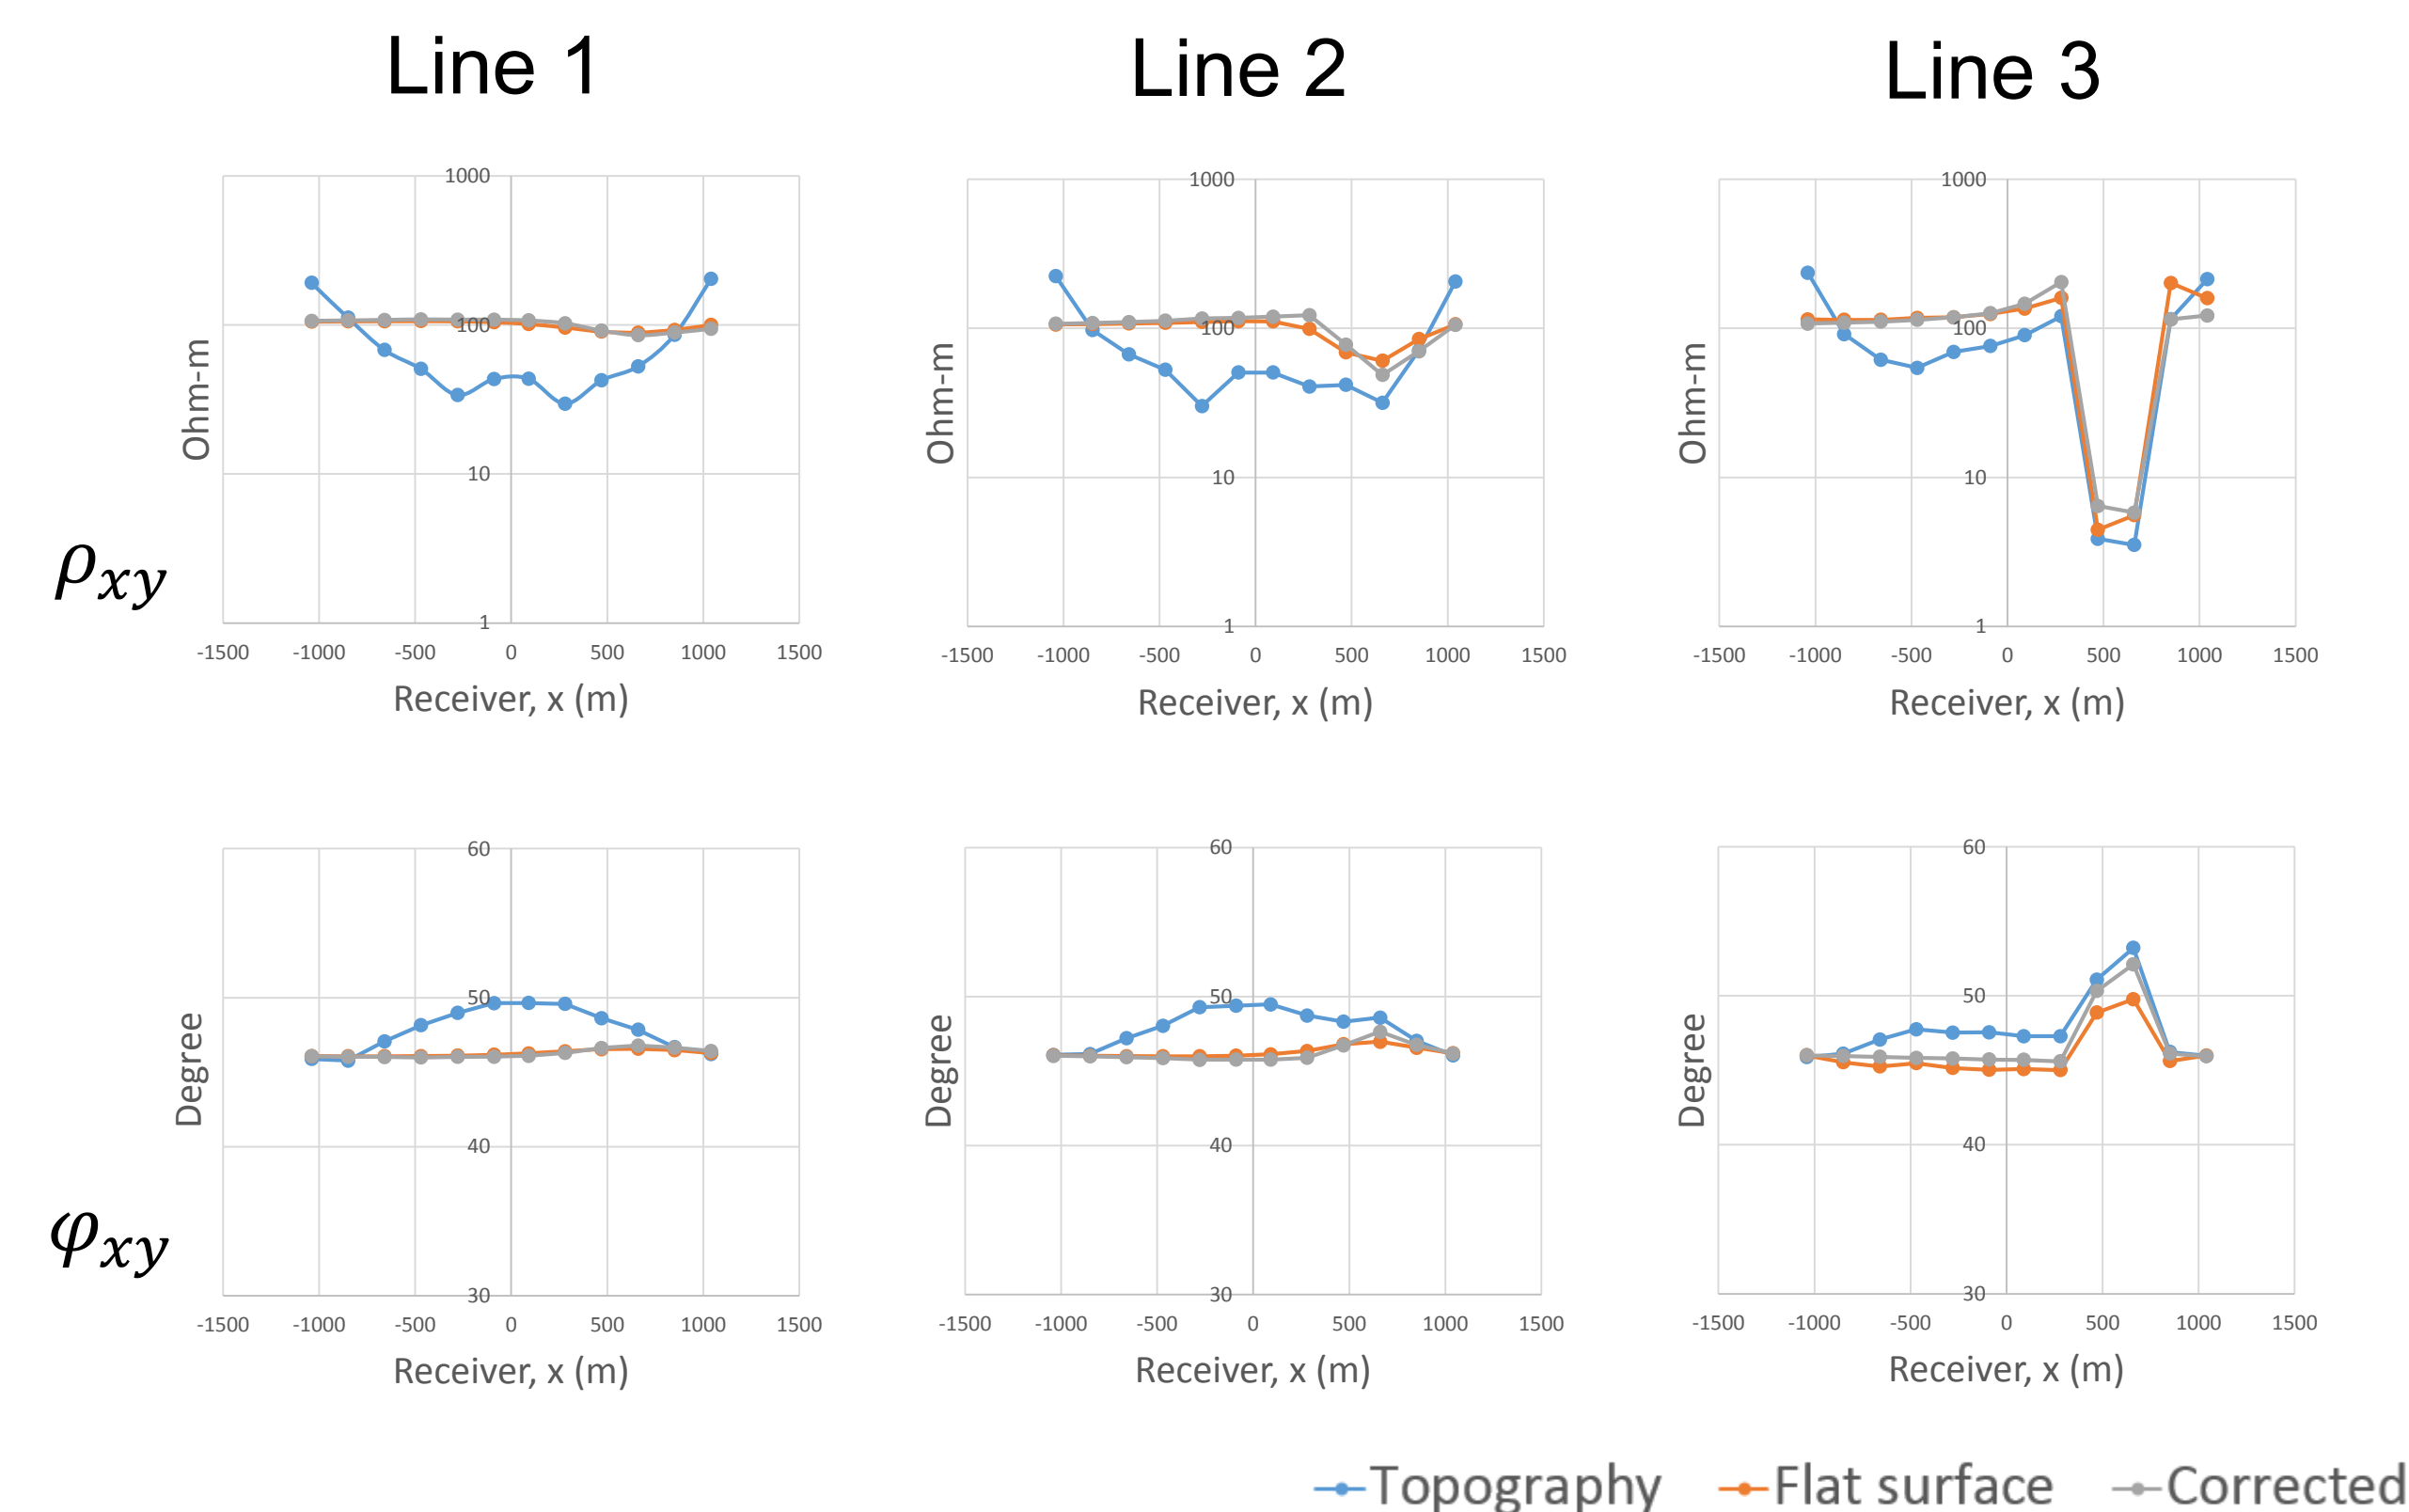 Line 1 Line 2 Line 3
1000 1000 1000
100 100 100
10 10 10
1 1 1
Ohm-m Ohm-m Ohm-m
ρxy
-1500 -1000 -500 0 500 1000 1500 -1500 -1000 -500 0 500 1000 1500 -1500 -1000 -500 0 500 1000 1500
Receiver, x (m) Receiver, x (m) Receiver, x (m)
60 60 60
50 50 50
40 40 40
30 30 30
Degree Degree Degree
φxy
-1500 -1000 -500 0 500 1000 1500 -1500 -1000 -500 0 500 1000 1500 -1500 -1000 -500 0 500 1000 1500
Receiver, x (m) Receiver, x (m) Receiver, x (m)
Topography Flat surface Corrected